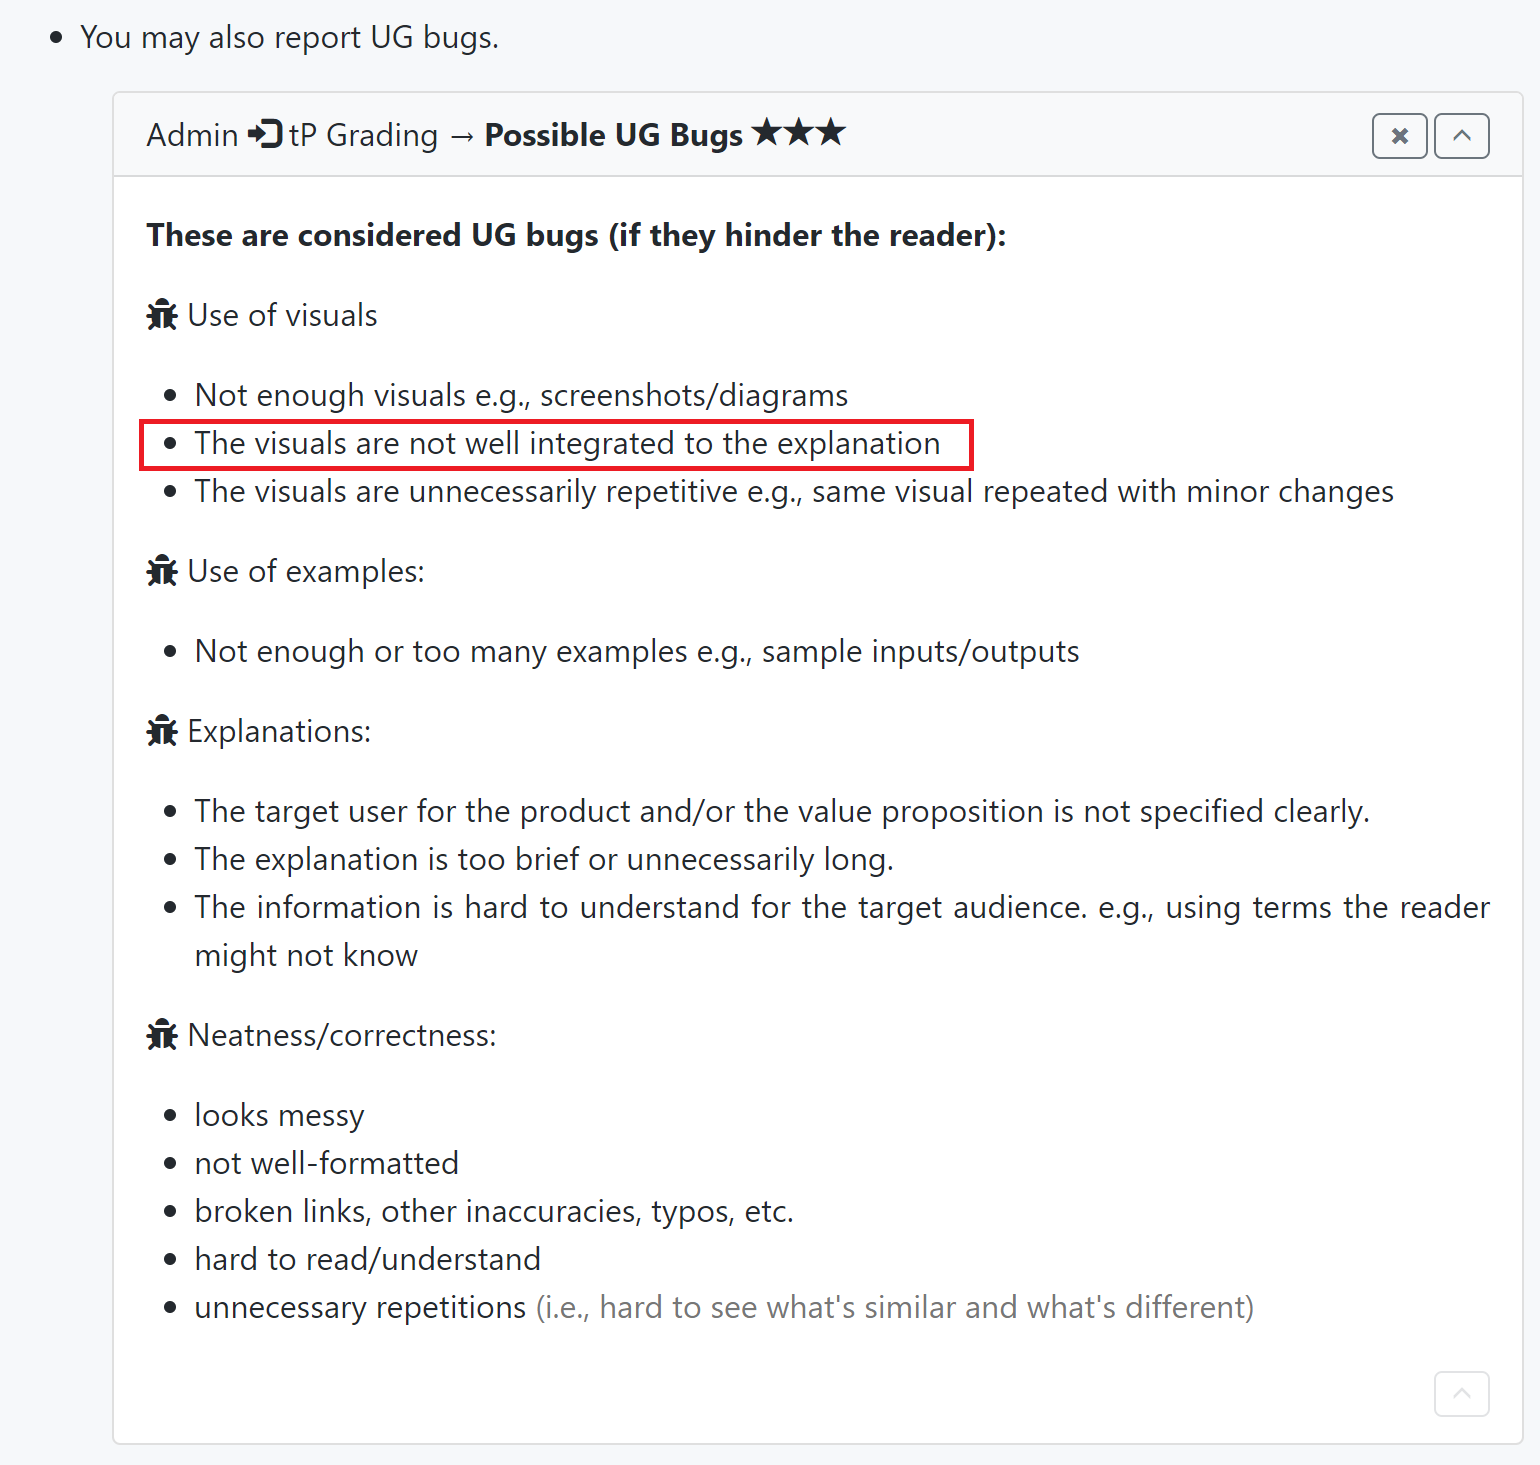 You may also report UG bugs.
Admin tP Grading → Possible UG Bugs ★★★
These are considered UG bugs (if they hinder the reader):
Use of visuals
Not enough visuals e.g., screenshots/diagrams
The visuals are not well integrated to the explanation
The visuals are unnecessarily repetitive e.g., same visual repeated with minor changes
Use of examples:
Not enough or too many examples e.g., sample inputs/outputs
Explanations:
The target user for the product and/or the value proposition is not specified clearly.
The explanation is too brief or unnecessarily long.
The information is hard to understand for the target audience. e.g., using terms the reader
might not know
Neatness/correctness:
looks messy
not well-formatted
broken links, other inaccuracies, typos, etc.
hard to read/understand
unnecessary repetitions (i.e., hard to see what's similar and what's different)